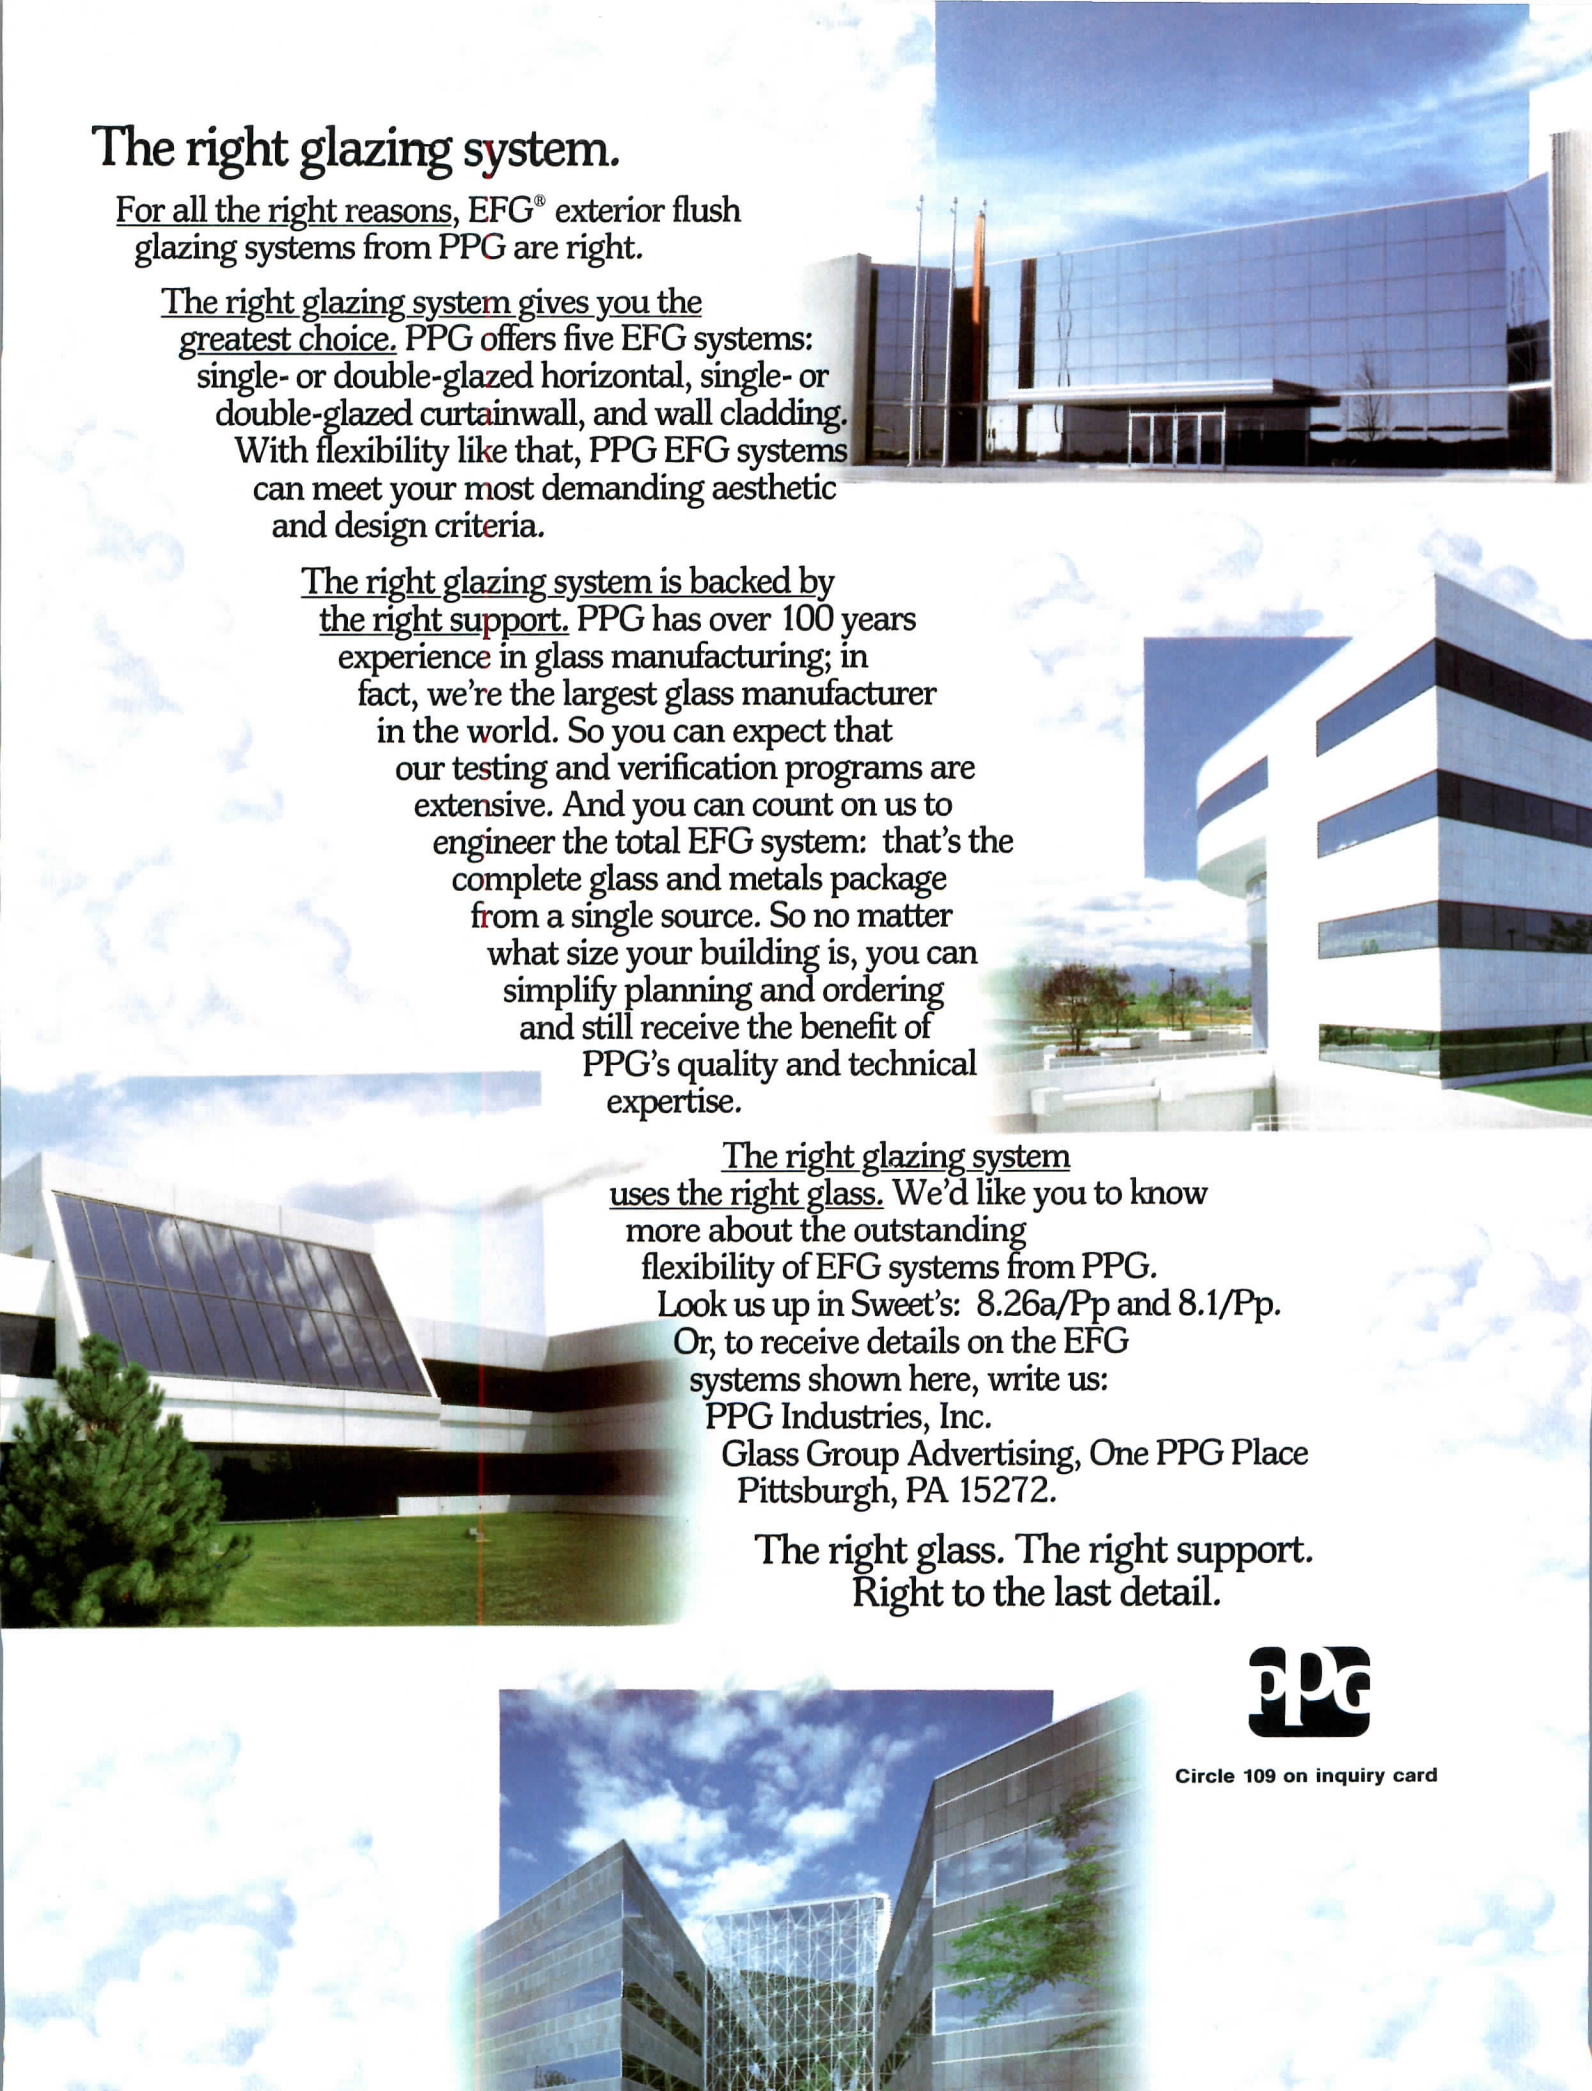 The right glazing system.
For all the right reasons, EFG® exterior flush
glazing systems from PPG are right.
The right glazing system gives you the
greatest choice. PPG offers five EFG systems:
single- or double-glazed horizontal, single- or
double-glazed curtainwall, and wall cladding.
With flexibility like that, PPG EFG systems
can meet your most demanding aesthetic
and design criteria.
The right glazing system is backed by
the right support. PPG has over 100 years
experience in glass manufacturing; in
fact, we're the largest glass manufacturer
in the world. So you can expect that
our testing and verification programs are
extensive. And you can count on us to
engineer the total EFG system: that's the
complete glass and metals package
from a single source. So no matter
what size your building is, you can
simplify planning and ordering
and still receive the benefit of
PPG's quality and technical
expertise.
The right glazing system
uses the right glass. We'd like you to know
more about the outstanding
flexibility of EFG systems from PPG.
Look us up in Sweet's: 8.26a/Pp and 8.1/Pp.
Or, to receive details on the EFG
systems shown here, write us:
PPG Industries, Inc.
Glass Group Advertising, One PPG Place
Pittsburgh, PA 15272.
The right glass. The right support.
Right to the last detail.
PPG
Circle 109 on inquiry card